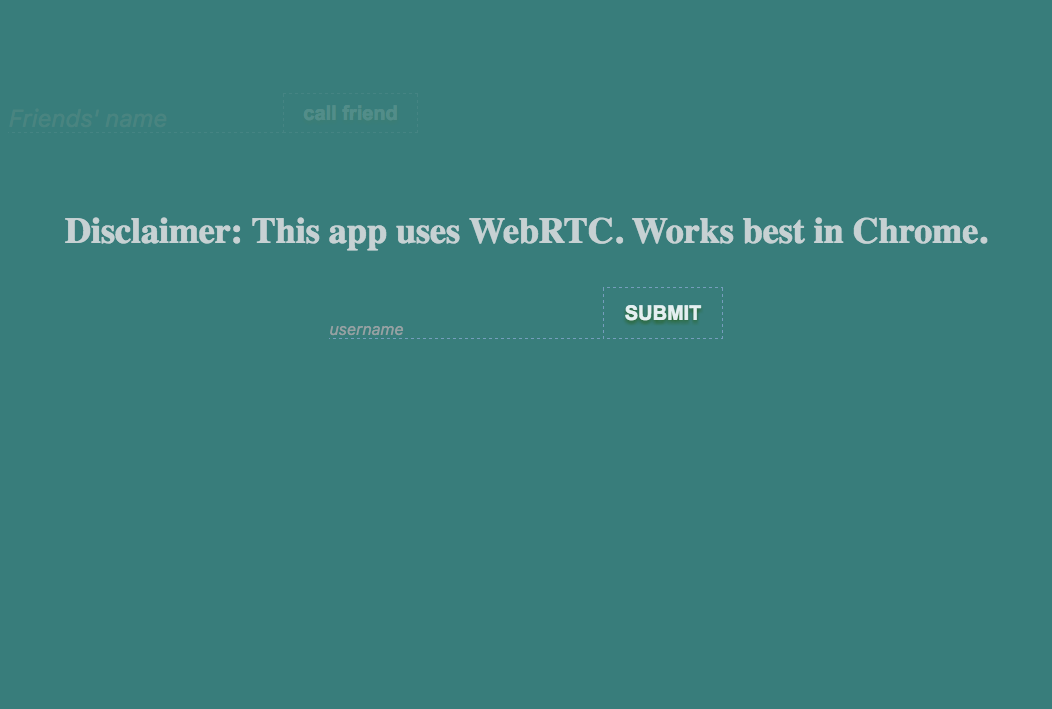 Friends' name
call friend
Disclaimer: This app uses WebRTC. Works best in Chrome.
username
SUBMIT